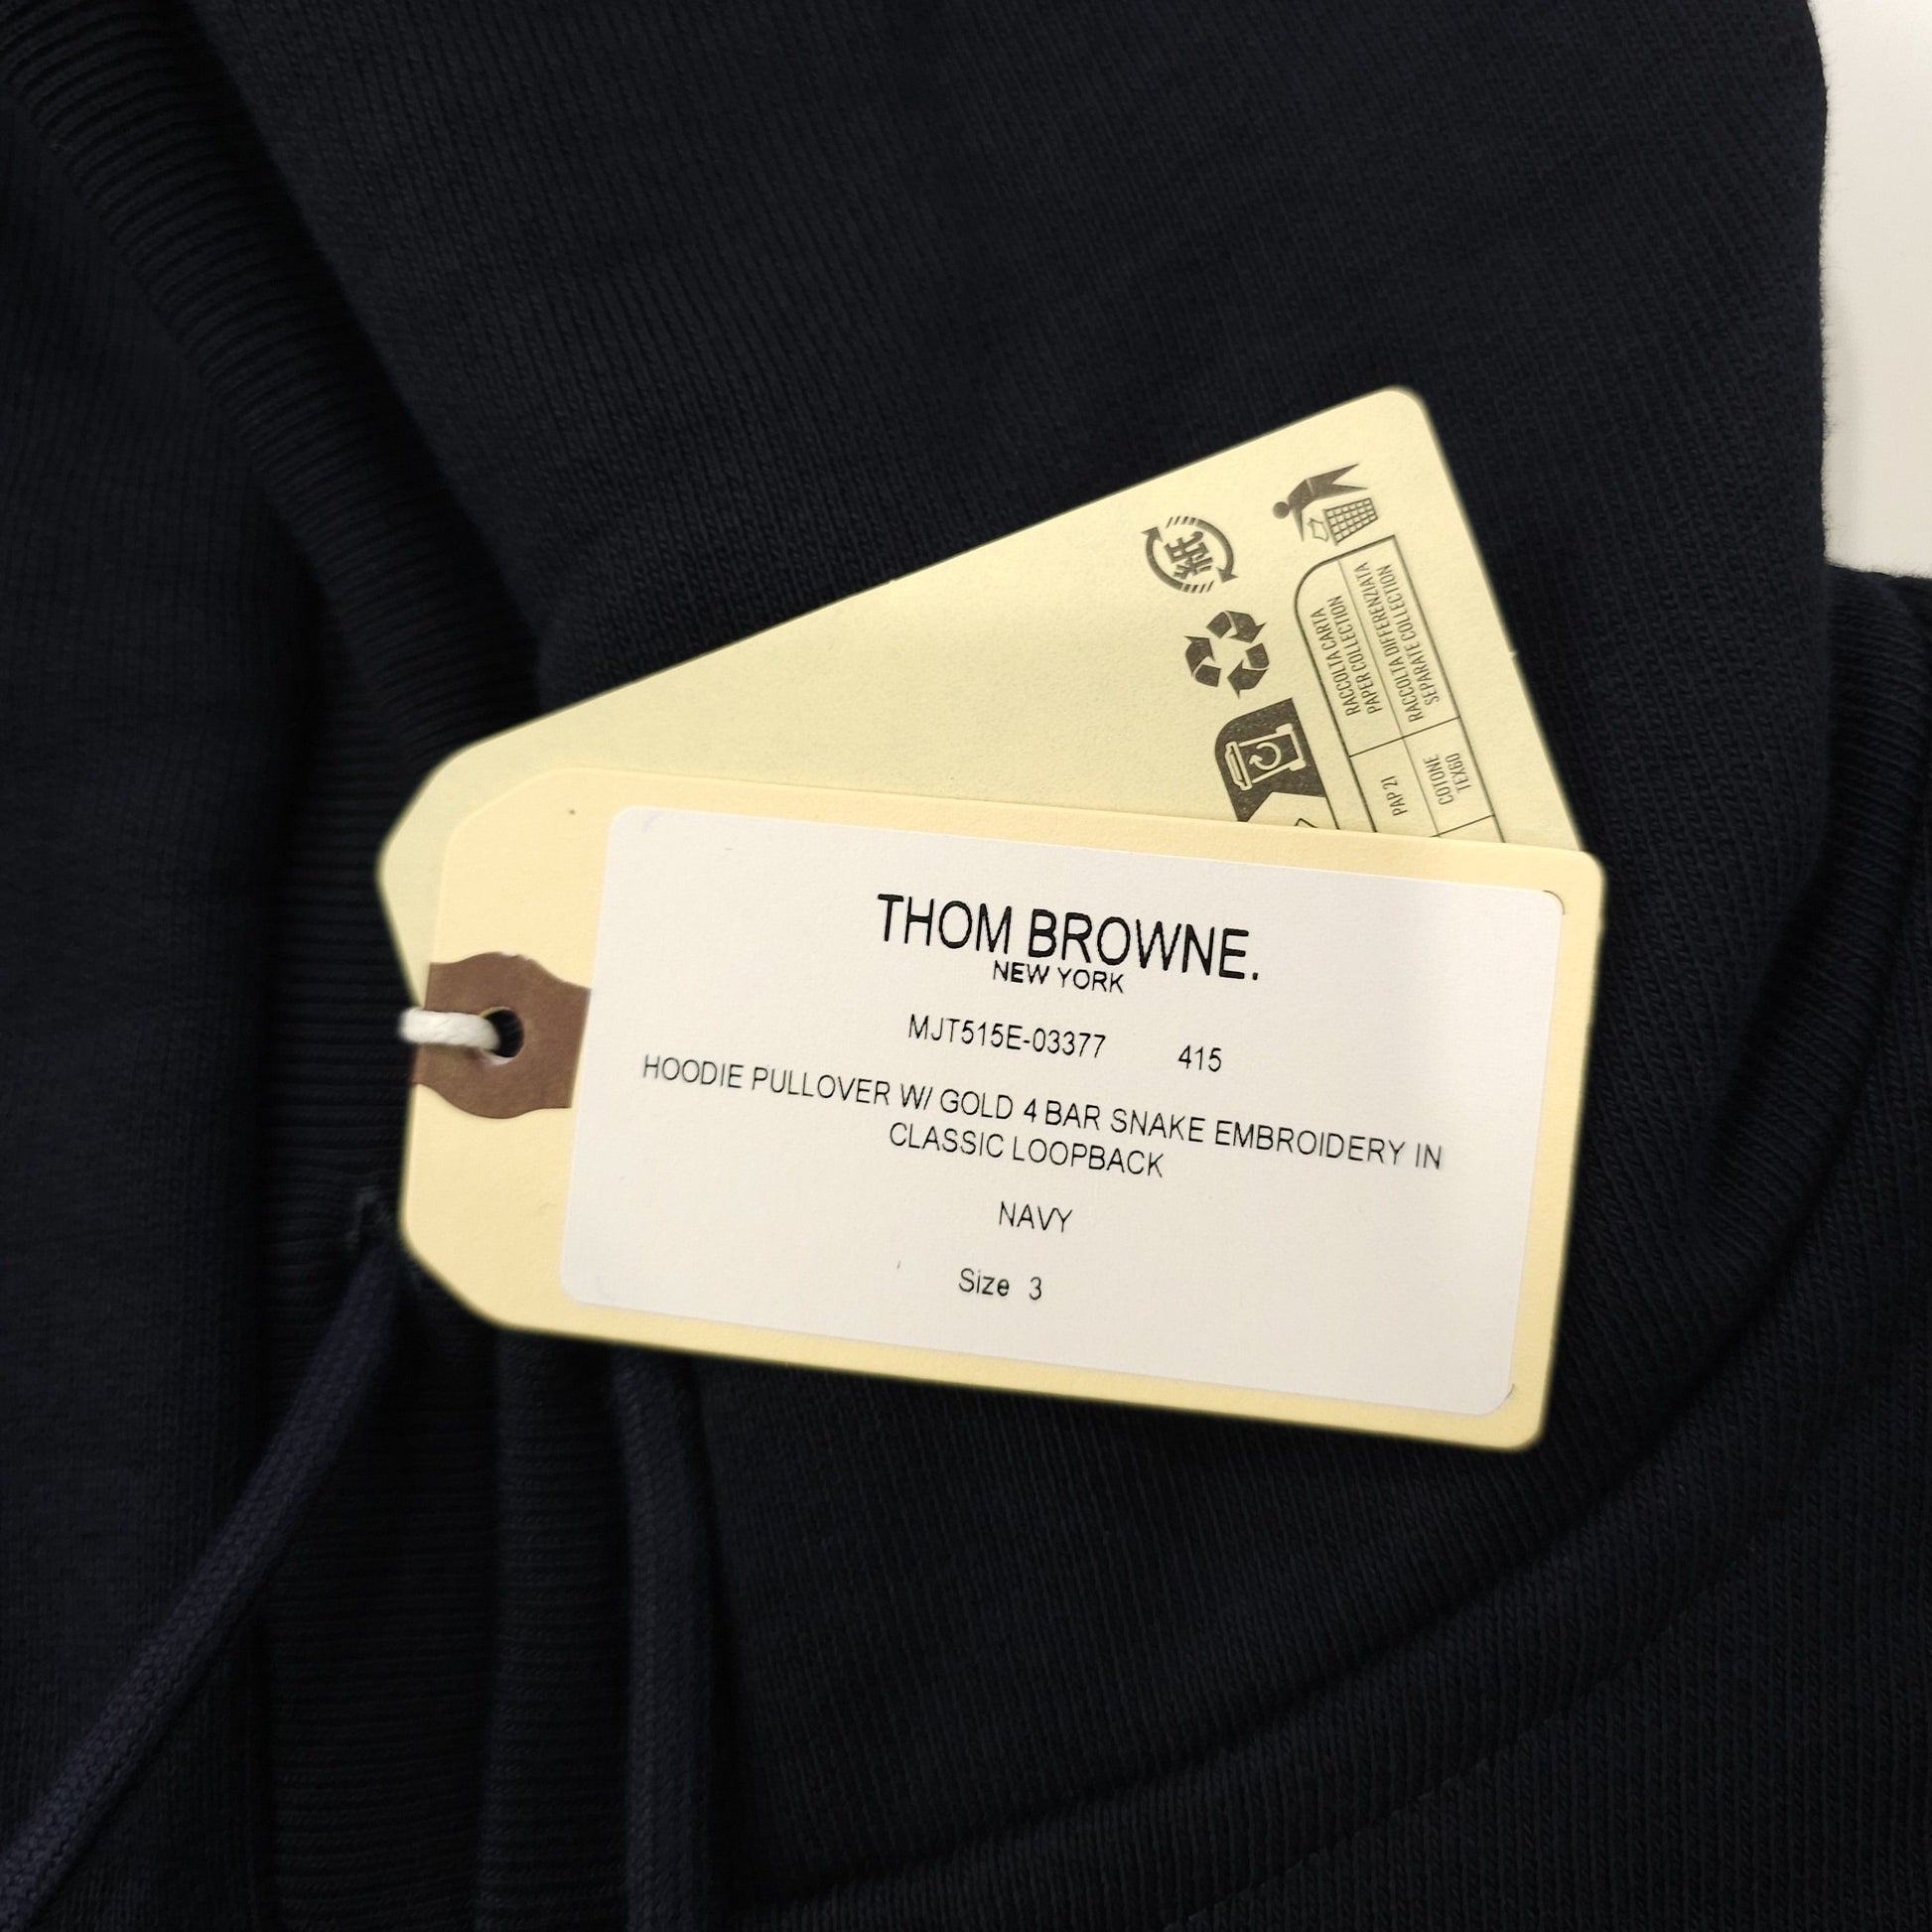 紙
RACCOLTA CARTA
PAPER COLLECTION
RACCOLTA DIFFERENZIATA
SEPARATE COLLECTION
PAP 21
COTONE
TEX60
THOM BROWNE.
NEW YORK
MJT515E-03377 415
HOODIE PULLOVER W/ GOLD 4 BAR SNAKE EMBROIDERY IN
CLASSIC LOOPBACK
NAVY
Size 3